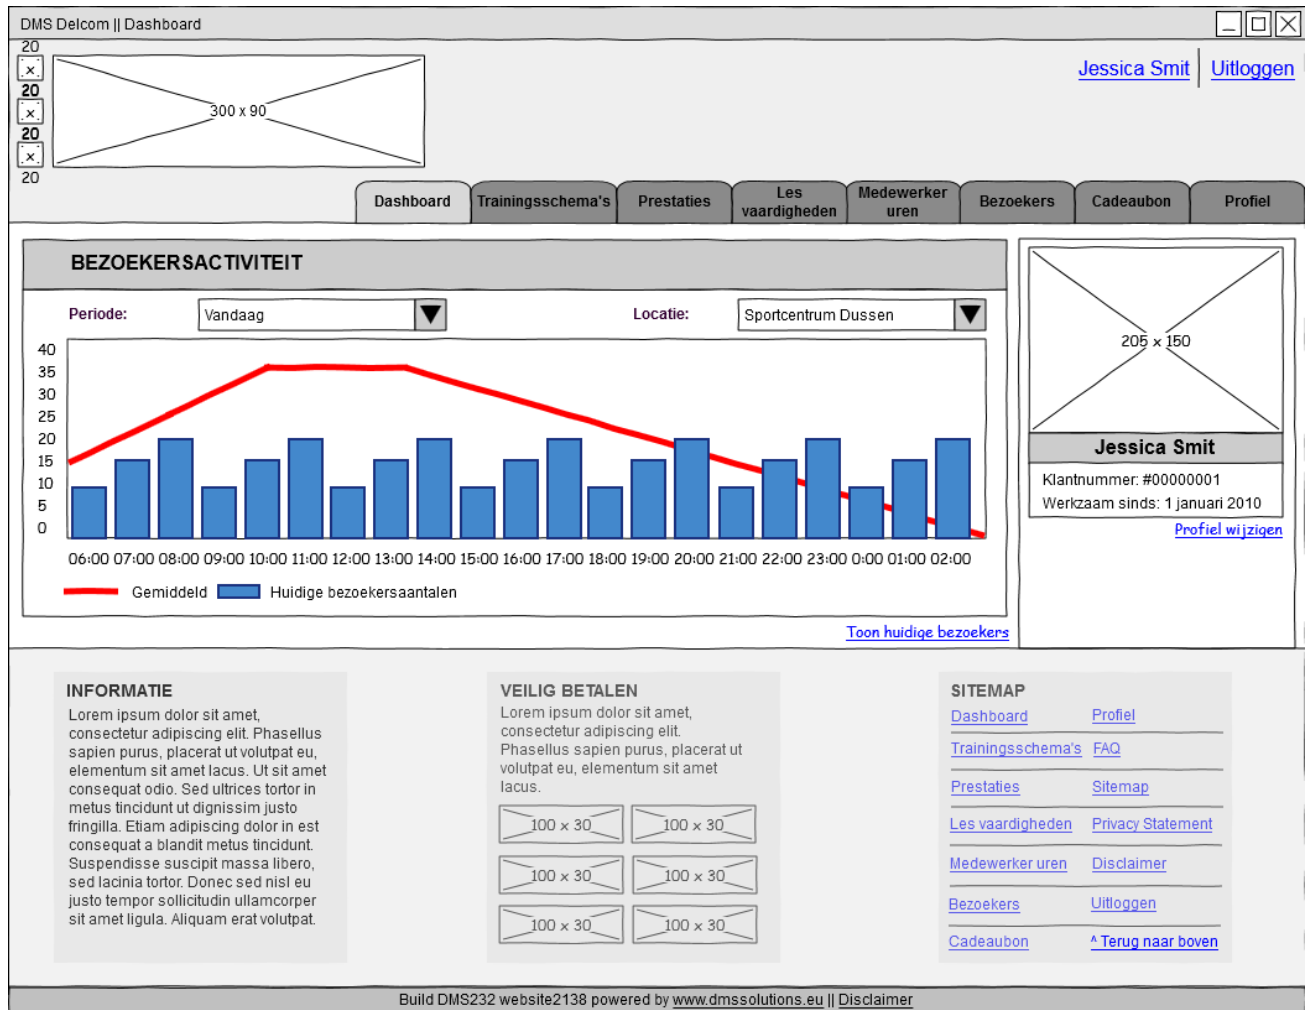 DMS Delcom || Dashboard
20
x
20
x
20
x
20
300 x 90
Jessica Smit
Uitloggen
Dashboard
Trainingsschema's
Prestaties
Les
vaardigheden
Medewerker
uren
Bezoekers
Cadeaubon
Profiel
BEZOEKERSACTIVITEIT
Periode:
Vandaag
Locatie:
Sportcentrum Dussen
40
35
30
25
20
15
10
5
0
06:00 07:00 08:00 09:00 10:00 11:00 12:00 13:00 14:00 15:00 16:00 17:00 18:00 19:00 20:00 21:00 22:00 23:00 0:00 01:00 02:00
Gemiddeld
Huidige bezoekersaantalen
Toon huidige bezoekers
205 x 150
Jessica Smit
Klantnummer: #00000001
Werkzaam sinds: 1 januari 2010
Profiel wijzigen
INFORMATIE
Lorem ipsum dolor sit amet,
consectetur adipiscing elit. Phasellus
sapien purus, placerat ut volutpat eu,
elementum sit amet lacus. Ut sit amet
consequat odio. Sed ultrices tortor in
metus tincidunt ut dignissim justo
fringilla. Etiam adipiscing dolor in est
consequat a blandit metus tincidunt.
Suspendisse suscipit massa libero,
sed lacinia tortor. Donec sed nisl eu
justo tempor sollicitudin ullamcorper
sit amet ligula. Aliquam erat volutpat.
VEILIG BETALEN
Lorem ipsum dolor sit amet,
consectetur adipiscing elit.
Phasellus sapien purus, placerat ut
volutpat eu, elementum sit amet
lacus.
100 x 30
100 x 30
100 x 30
100 x 30
100 x 30
100 x 30
SITEMAP
Dashboard
Profiel
Trainingsschema's
FAQ
Prestaties
Sitemap
Les vaardigheden
Privacy Statement
Medewerker uren
Disclaimer
Bezoekers
Uitloggen
Cadeaubon
^ Terug naar boven
Build DMS232 website2138 powered by www.dmssolutions.eu || Disclaimer